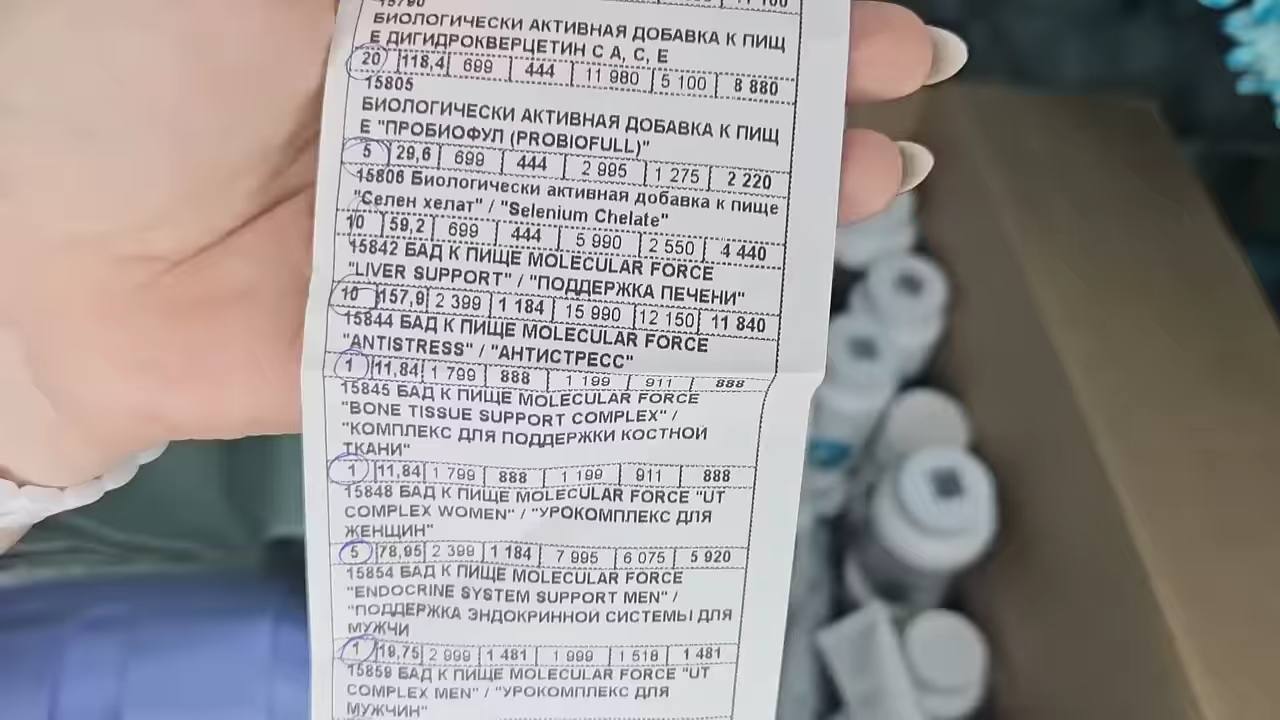 15790
БИОЛОГИЧЕСКИ АКТИВНАЯ ДОБАВКА К ПИЩ
Е ДИГИДРОКВЕРЦЕТИН С А, С, Е
20 118,4 699 444 11 980 5 100 8 880
15805
БИОЛОГИЧЕСКИ АКТИВНАЯ ДОБАВКА К ПИЩ
Е "ПРОБИОФУЛ (PROBIOFULL)"
5 29,6 699 444 2 995 1 275 2 220
15806 Биологически активная добавка к пище
"Селен хелат" / "Selenium Chelate"
10 59,2 699 444 5 990 2 550 4 440
15842 БАД К ПИЩЕ MOLECULAR FORCE
"LIVER SUPPORT" / "ПОДДЕРЖКА ПЕЧЕНИ"
10 157,9 2 399 1 184 15 990 12 150 11 840
15844 БАД К ПИЩЕ MOLECULAR FORCE
"ANTISTRESS" / "АНТИСТРЕСС"
1 11,84 1 799 888 1 199 911 888
15845 БАД К ПИЩЕ MOLECULAR FORCE
"BONE TISSUE SUPPORT COMPLEX" /
"КОМПЛЕКС ДЛЯ ПОДДЕРЖКИ КОСТНОЙ
ТКАНИ"
1 11,84 1 799 888 1 199 911 888
15848 БАД К ПИЩЕ MOLECULAR FORCE "UT
COMPLEX WOMEN" / "УРОКОМПЛЕКС ДЛЯ
ЖЕНЩИН"
5 78,95 2 399 1 184 7 995 6 075 5 920
15854 БАД К ПИЩЕ MOLECULAR FORCE
"ENDOCRINE SYSTEM SUPPORT MEN" /
"ПОДДЕРЖКА ЭНДОКРИННОЙ СИСТЕМЫ ДЛЯ
МУЖЧИ
1 19,75 2 999 1 481 1 999 1 518 1 481
15859 БАД К ПИЩЕ MOLECULAR FORCE "UT
COMPLEX MEN" / "УРОКОМПЛЕКС ДЛЯ
МУЖЧИН"